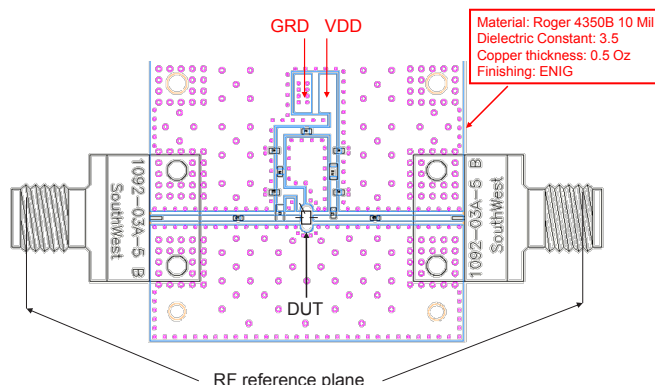 GRD VDD
Material: Roger 4350B 10 Mil
Dielectric Constant: 3.5
Copper thickness: 0.5 Oz
Finishing: ENIG
1092-03A-5 B
SouthWest
1092-03A-5 B
SouthWest
DUT
RF reference plane